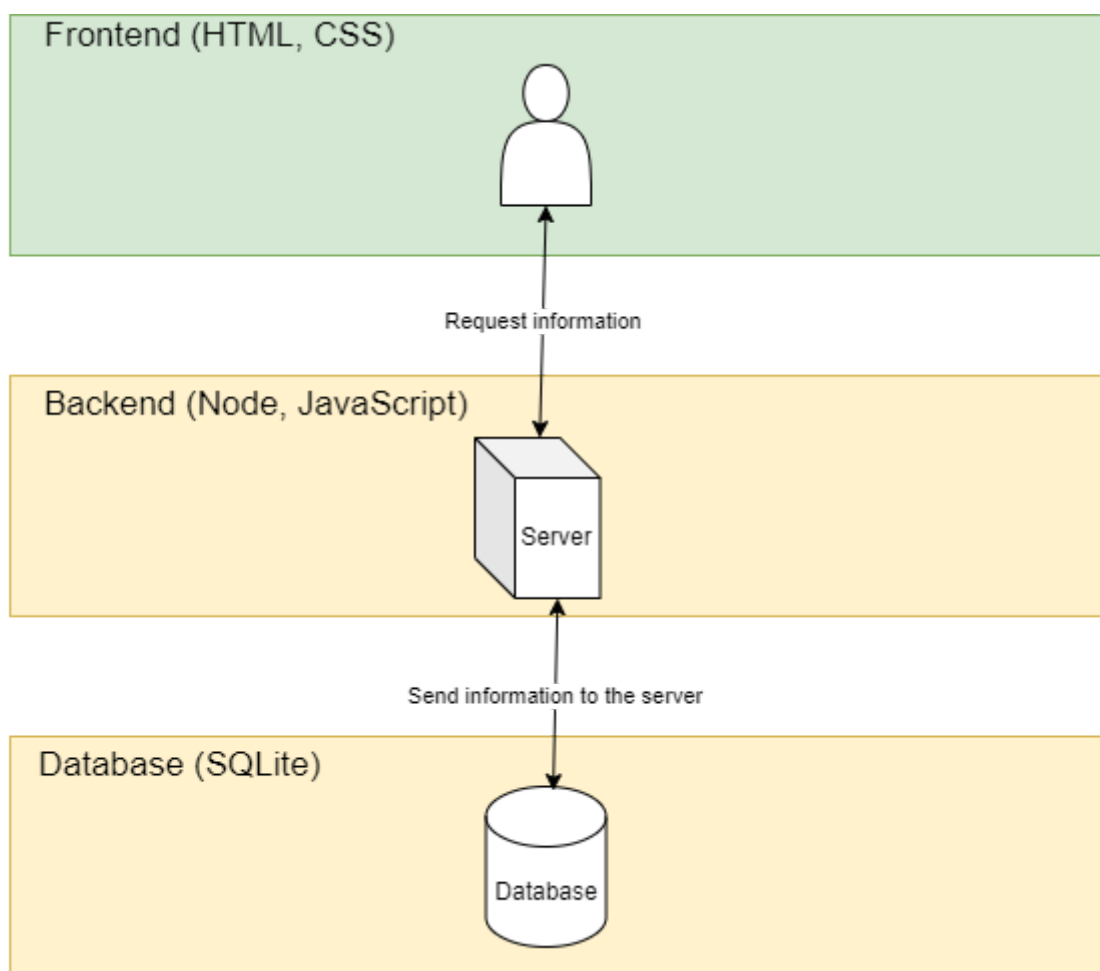 Frontend (HTML, CSS)
Request information
Backend (Node, JavaScript)
Server
Send information to the server
Database (SQLite)
Database